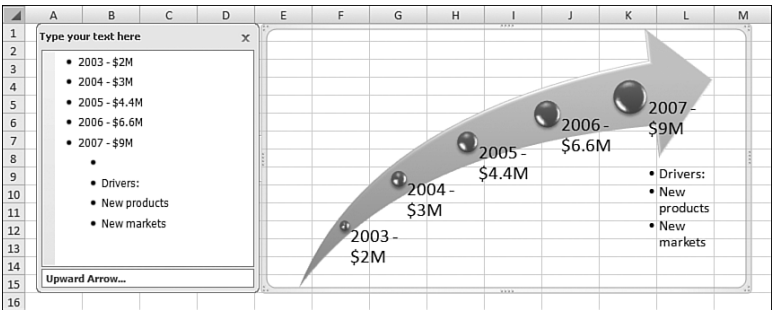 A B C D E F G H I J K L M
1
2
3
4
5
6
7
8
9
10
11
12
13
14
15
16
Type your text here x
• 2003 - $2M
• 2004 - $3M
• 2005 - $4.4M
• 2006 - $6.6M
• 2007 - $9M
•
• Drivers:
• New products
• New markets
Upward Arrow...
2003 -
$2M
2004 -
$3M
2005 -
$4.4M
2006 -
$6.6M
2007 -
$9M
• Drivers:
• New
products
• New
markets